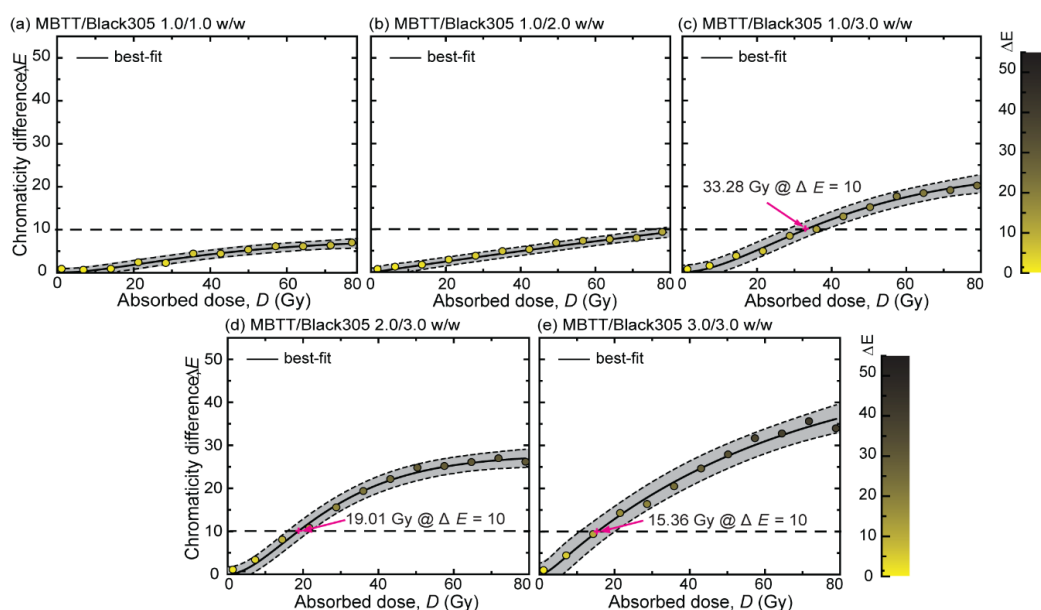 (a) MBTT/Black305 1.0/1.0 w/w
(b) MBTT/Black305 1.0/2.0 w/w
(c) MBTT/Black305 1.0/3.0 w/w
ΔE
50
40
30
20
10
0
Chromaticity difference,ΔE
best-fit
best-fit
best-fit
33.28 Gy @ Δ E = 10
50
40
30
20
10
0
0 20 40 60 80
0 20 40 60 80
0 20 40 60 80
Absorbed dose, D (Gy)
Absorbed dose, D (Gy)
Absorbed dose, D (Gy)
(d) MBTT/Black305 2.0/3.0 w/w
(e) MBTT/Black305 3.0/3.0 w/w
ΔE
50
40
30
20
10
0
Chromaticity difference,ΔE
best-fit
best-fit
19.01 Gy @ Δ E = 10
15.36 Gy @ Δ E = 10
50
40
30
20
10
0
0 20 40 60 80
0 20 40 60 80
Absorbed dose, D (Gy)
Absorbed dose, D (Gy)